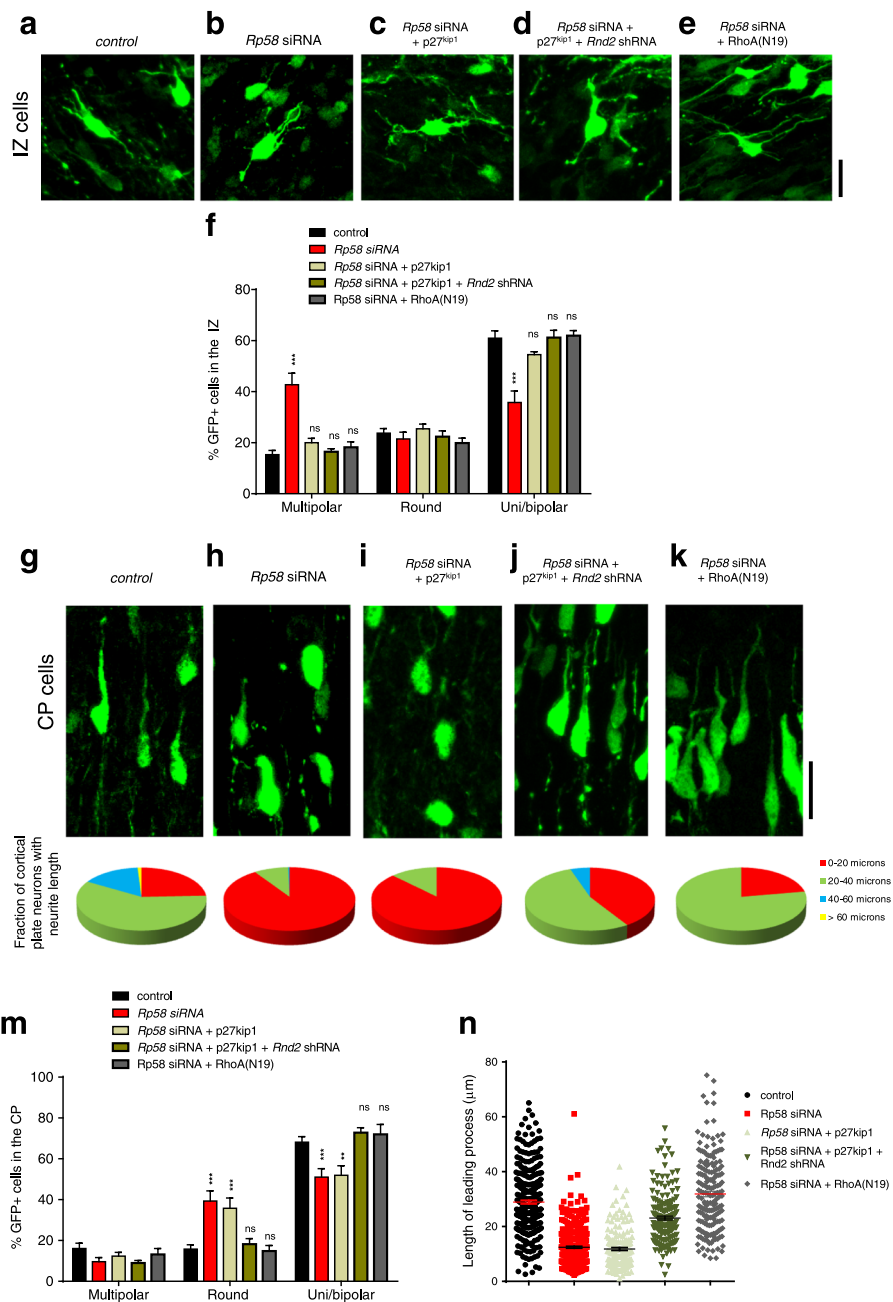 a
control
b
Rp58 siRNA
c
Rp58 siRNA
+ p27kip1
d
Rp58 siRNA +
p27kip1 + Rnd2 shRNA
e
Rp58 siRNA
+ RhoA(N19)
IZ cells
f
control
Rp58 siRNA
Rp58 siRNA + p27kip1
Rp58 siRNA + p27kip1 + Rnd2 shRNA
Rp58 siRNA + RhoA(N19)
% GFP+ cells in the IZ
80
60
40
20
0
***
ns
ns
ns
***
ns
ns
ns
Multipolar
Round
Uni/bipolar
g
control
h
Rp58 siRNA
i
Rp58 siRNA
+ p27kip1
j
Rp58 siRNA +
p27kip1 + Rnd2 shRNA
k
Rp58 siRNA
+ RhoA(N19)
CP cells
Fraction of cortical
plate neurons with
neurite length
0-20 microns
20-40 microns
40-60 microns
> 60 microns
m
control
Rp58 siRNA
Rp58 siRNA + p27kip1
Rp58 siRNA + p27kip1 + Rnd2 shRNA
Rp58 siRNA + RhoA(N19)
% GFP+ cells in the CP
100
80
60
40
20
0
***
***
ns
ns
***
**
ns
ns
Multipolar
Round
Uni/bipolar
n
Length of leading process (µm)
80
60
40
20
0
control
Rp58 siRNA
Rp58 siRNA + p27kip1
Rp58 siRNA + p27kip1 +
Rnd2 shRNA
Rp58 siRNA + RhoA(N19)